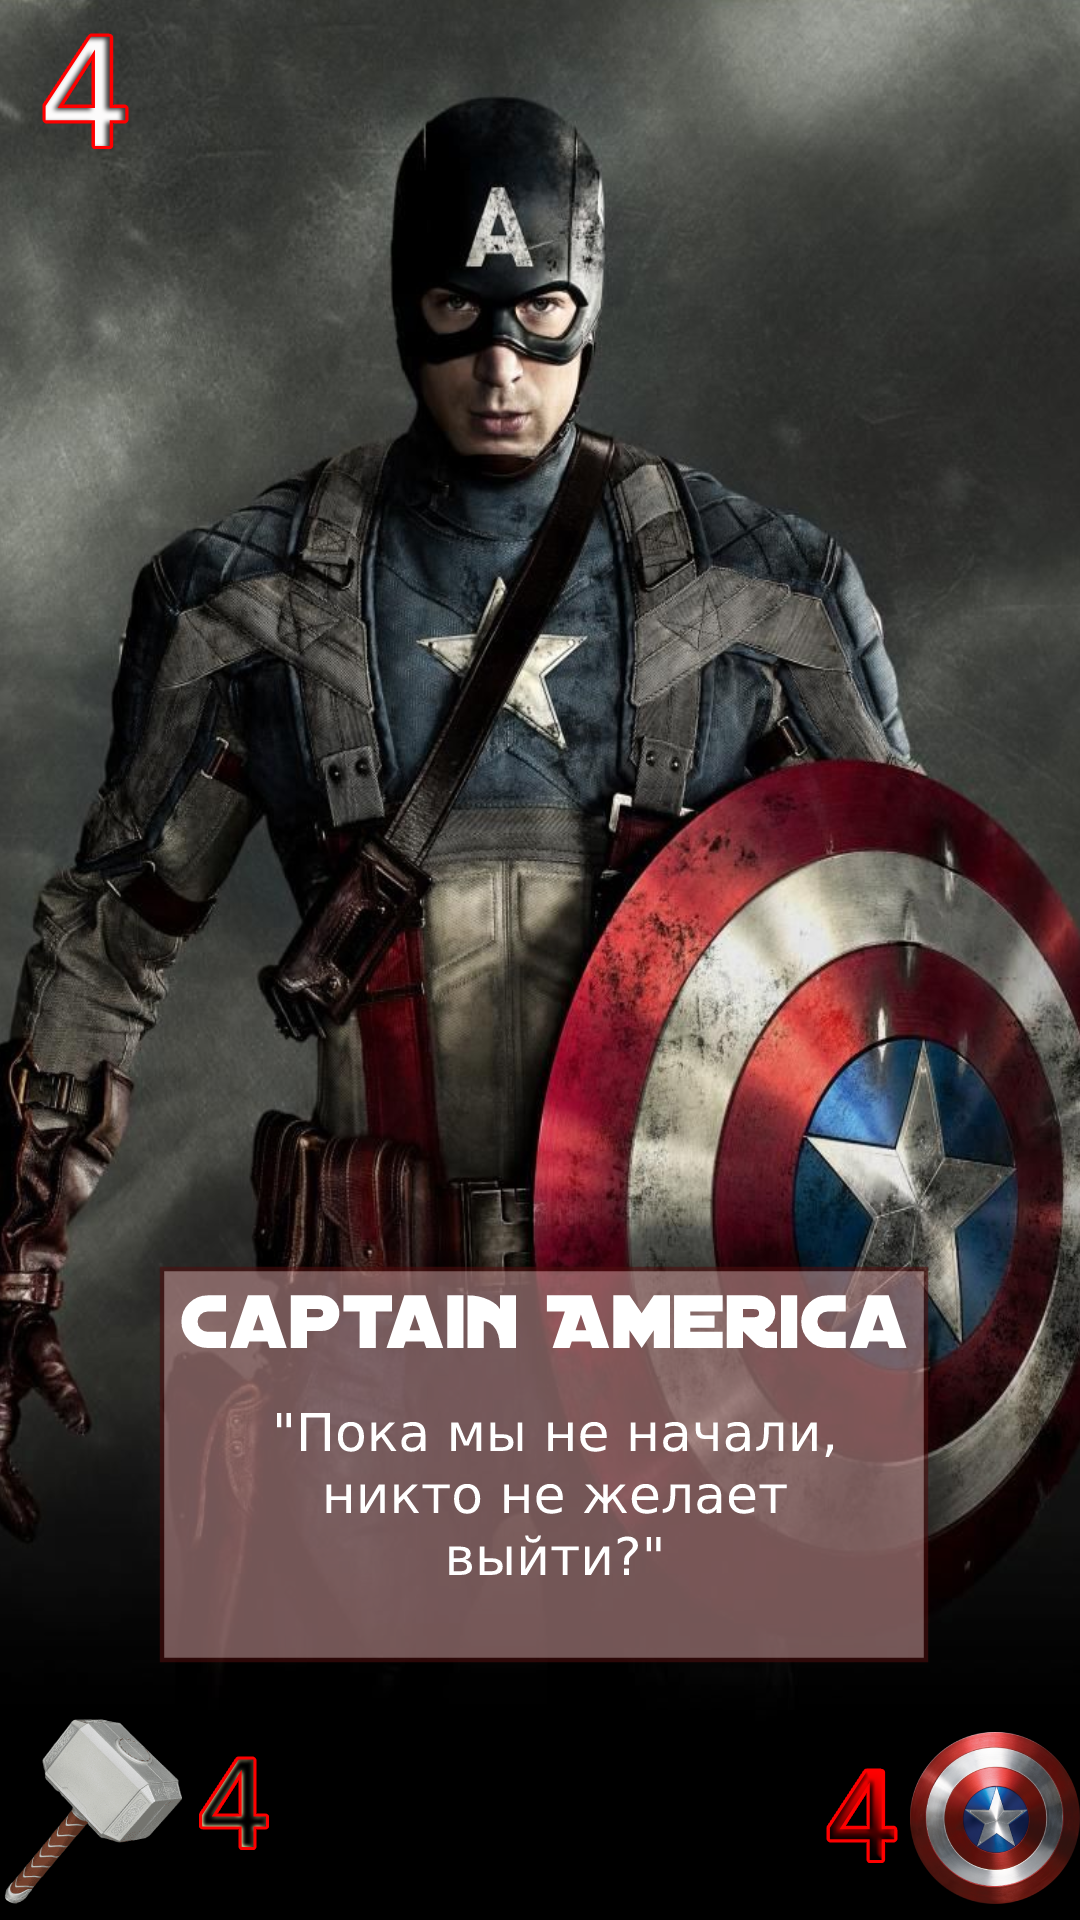 4
A
CAPTAIN AMERICA
"Пока мы не начали,
никто не желает
выйти?"
4
4